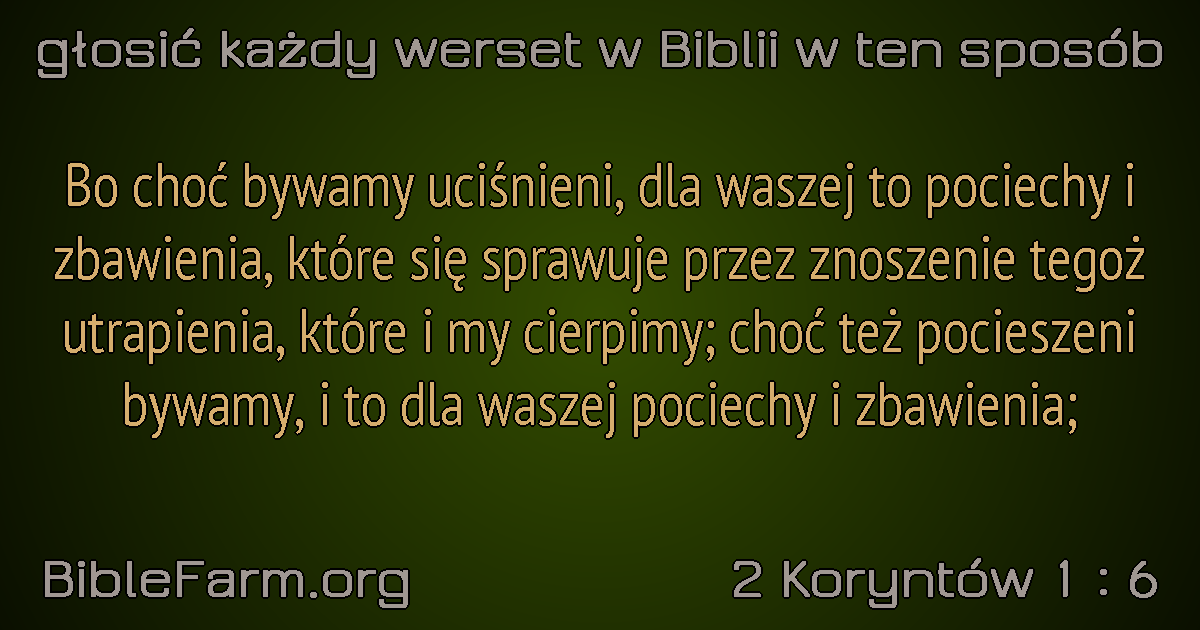 głosić każdy werset w Biblii w ten sposób
Bo choć bywamy uciśnieni, dla waszej to pociechy i
zbawienia, które się sprawuje przez znoszenie tegoż
utrapienia, które i my cierpimy; choć też pocieszeni
bywamy, i to dla waszej pociechy i zbawienia;
BibleFarm.org
2 Koryntów 1 : 6